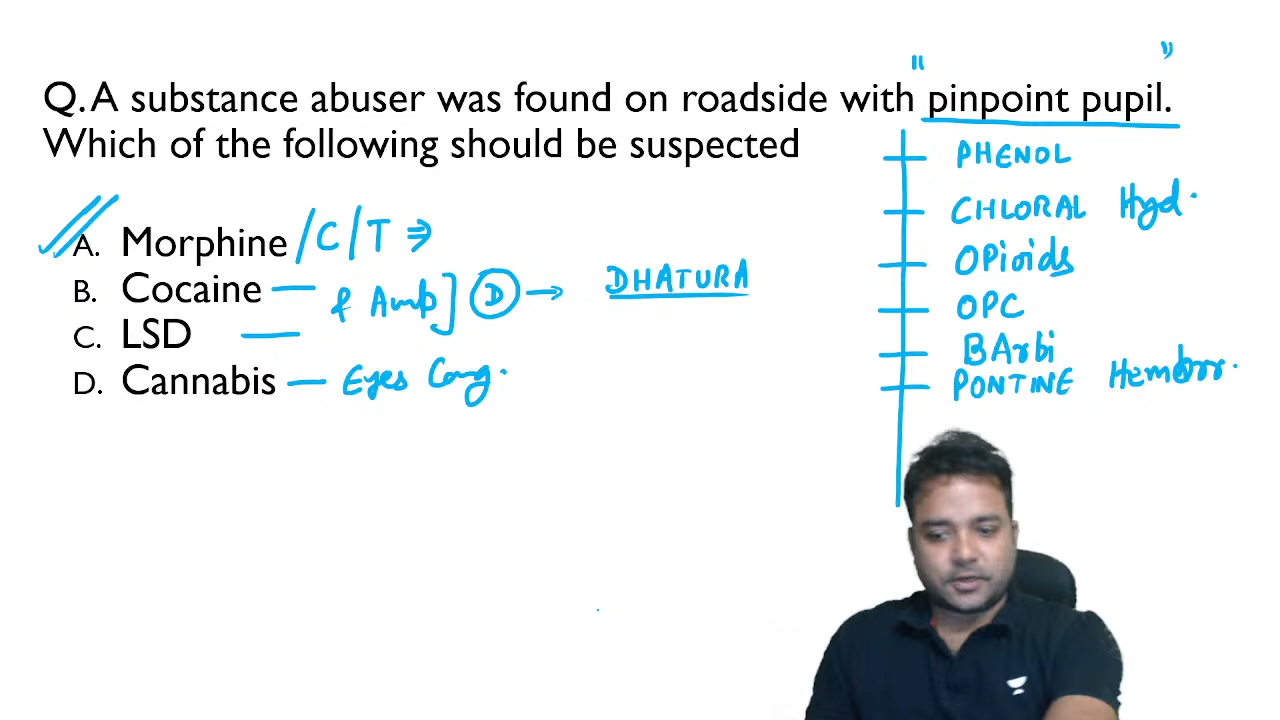 Q. A substance abuser was found on roadside with "pinpoint pupil."
Which of the following should be suspected
A. Morphine /C/T ⇒
B. Cocaine —
& Amp] D → DHATURA
C. LSD —
D. Cannabis — Eyes Cong.
PHENOL
CHLORAL Hyd.
OPioids
OPC
BArbi
PONTINE Hemorr.